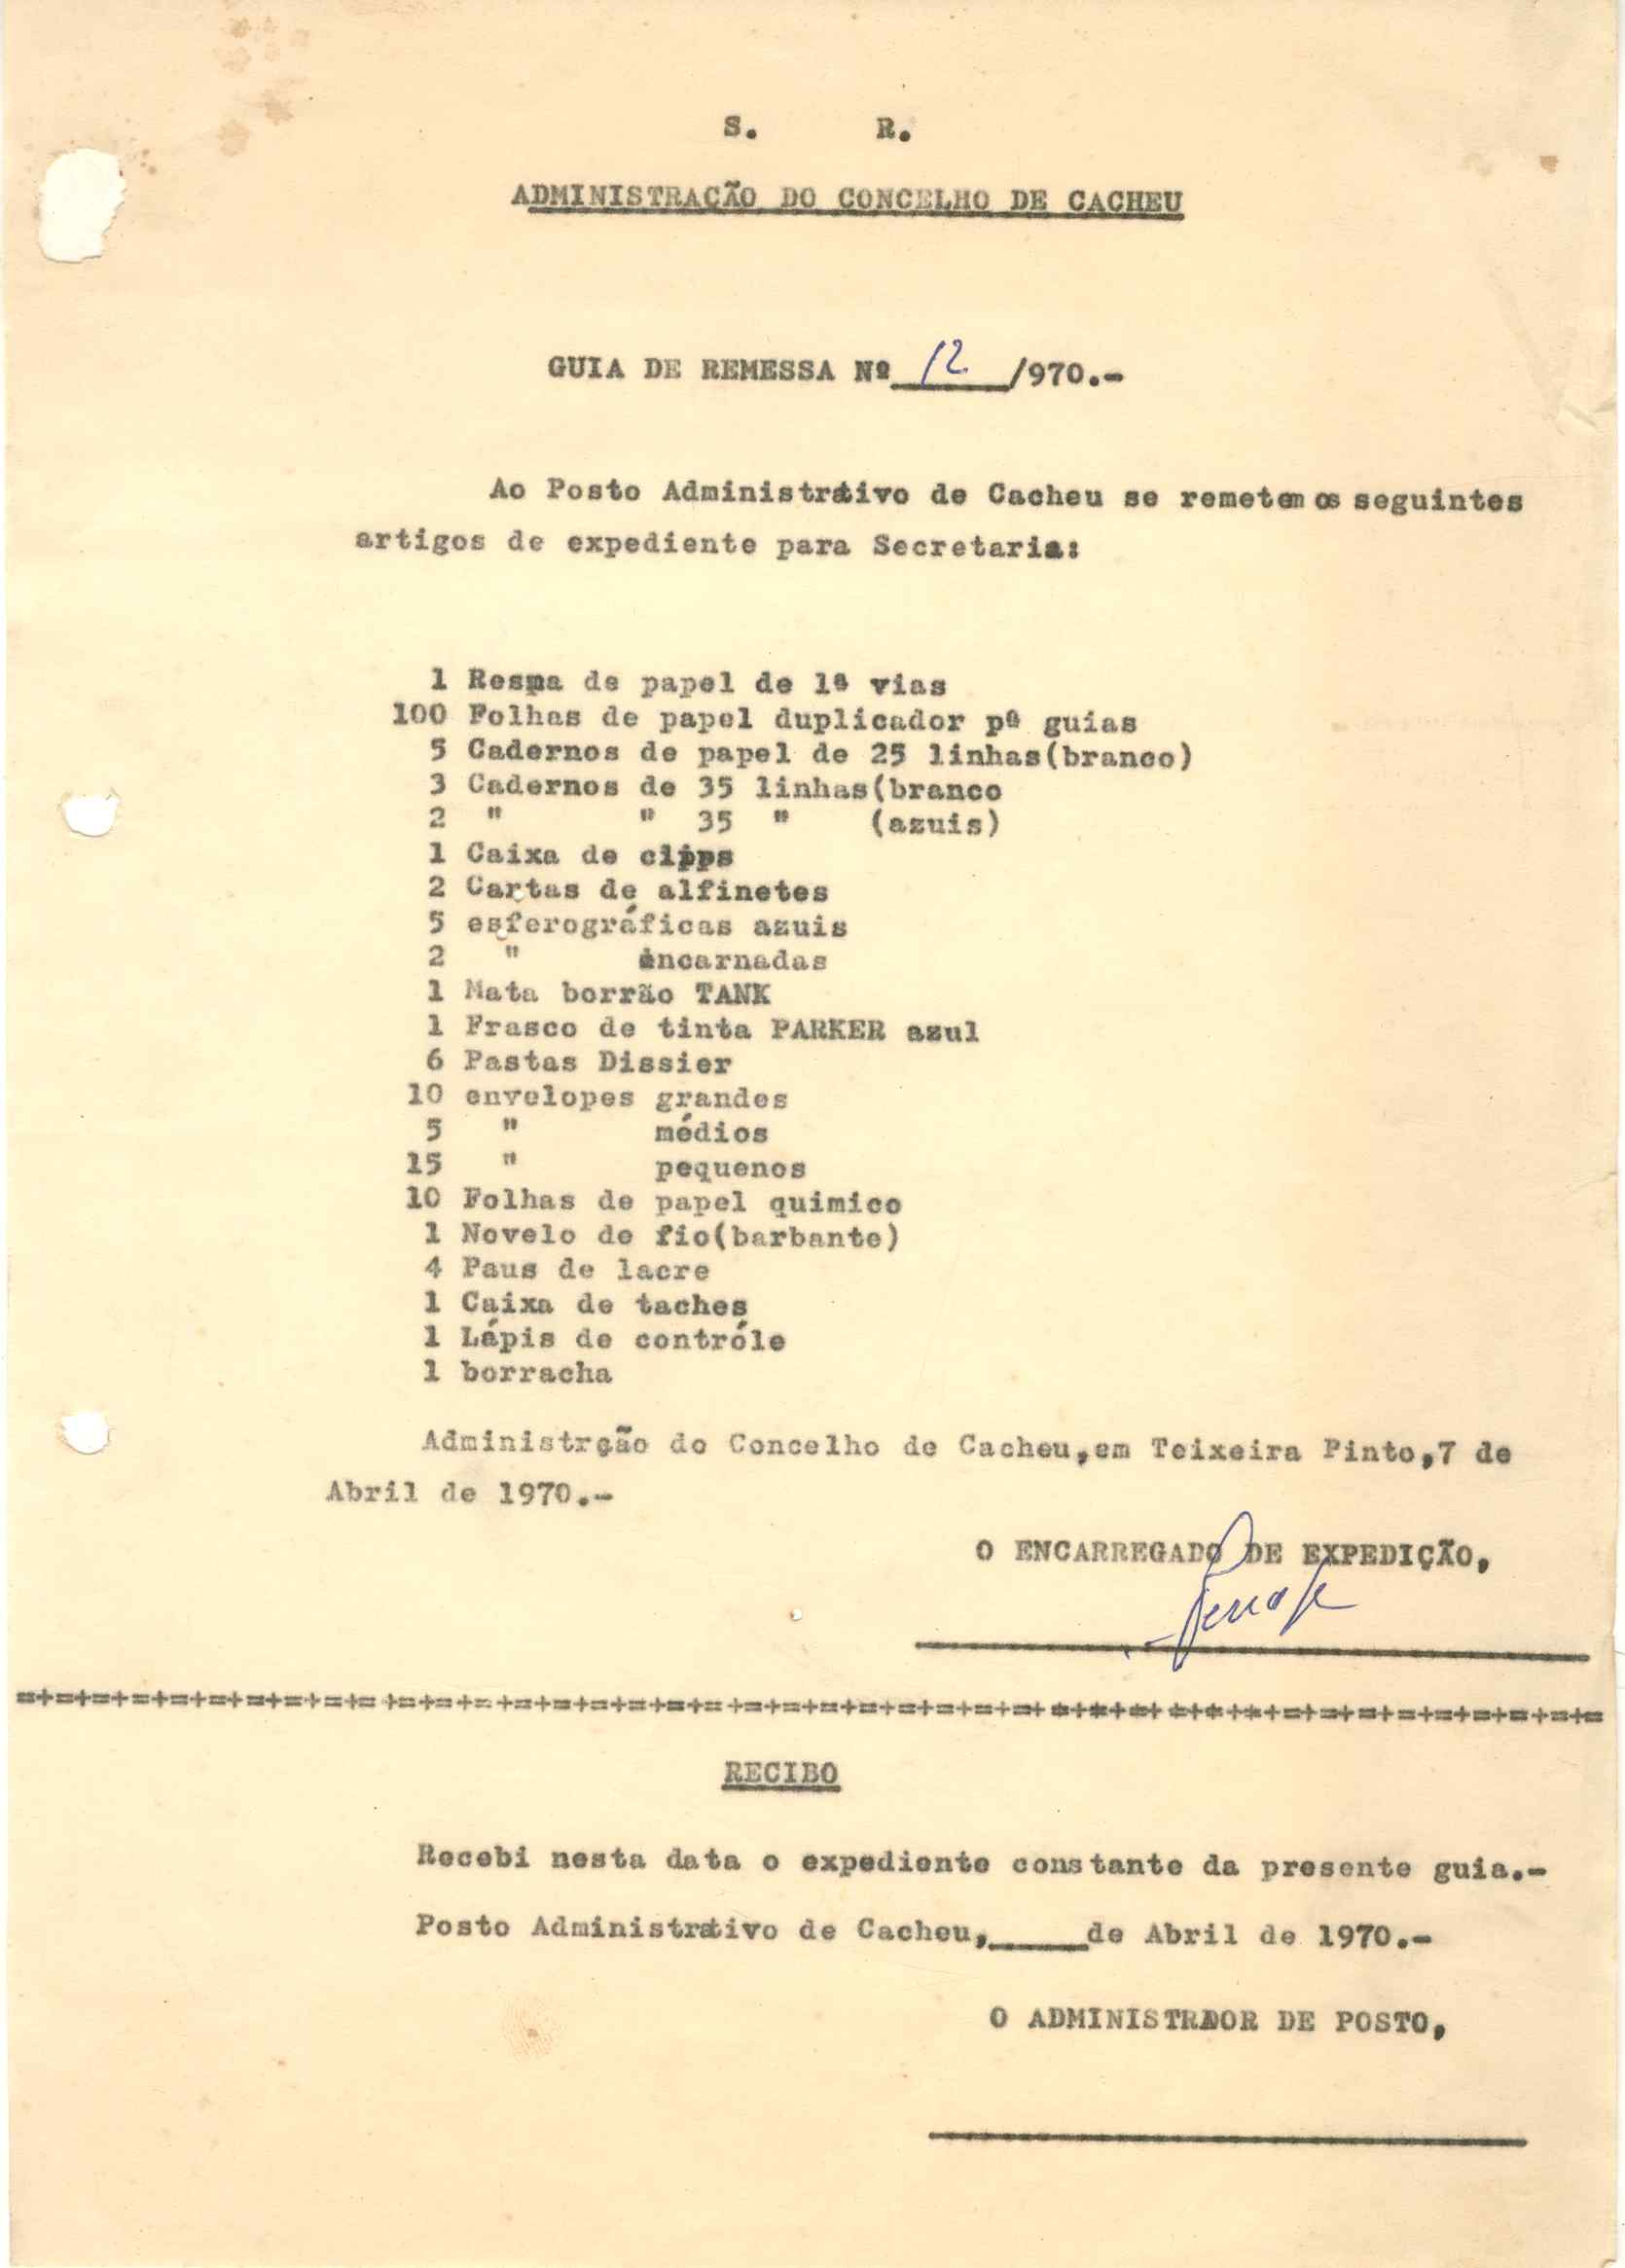 S. R.
ADMINISTRAÇÃO DO CONCELHO DE CACHEU
GUIA DE REMESSA Nº 12 /970.-
Ao Posto Administrativo de Cacheu se remetem os seguintes
artigos de expediente para Secretaria:
1 Resma de papel de 1ª vias
100 Folhas de papel duplicador pª guias
5 Cadernos de papel de 25 linhas(branco)
3 Cadernos de 35 linhas(branco
2 " " 35 " (azuis)
1 Caixa de clipps
2 Cartas de alfinetes
5 esferográficas azuis
2 " encarnadas
1 Mata borrão TANK
1 Frasco de tinta PARKER azul
6 Pastas Dissier
10 envelopes grandes
5 " médios
15 " pequenos
10 Folhas de papel quimico
1 Novelo de fio(barbante)
4 Paus de lacre
1 Caixa de taches
1 Lápis de contróle
1 borracha
Administrção do Concelho de Cacheu,em Teixeira Pinto,7 de
Abril de 1970.-
O ENCARREGADO DE EXPEDIÇÃO,
=+=+=+=+=+=+=+=+=+= +=+=+=+=+=+=+=+=+= +=+=+=+=+=+=+=+=+ =+=+=+ =+=+=+=+=+=+=+=+=+=+=
RECIBO
Recebi nesta data o expediente constante da presente guia.-
Posto Administrativo de Cacheu,_____de Abril de 1970.-
O ADMINISTRADOR DE POSTO,